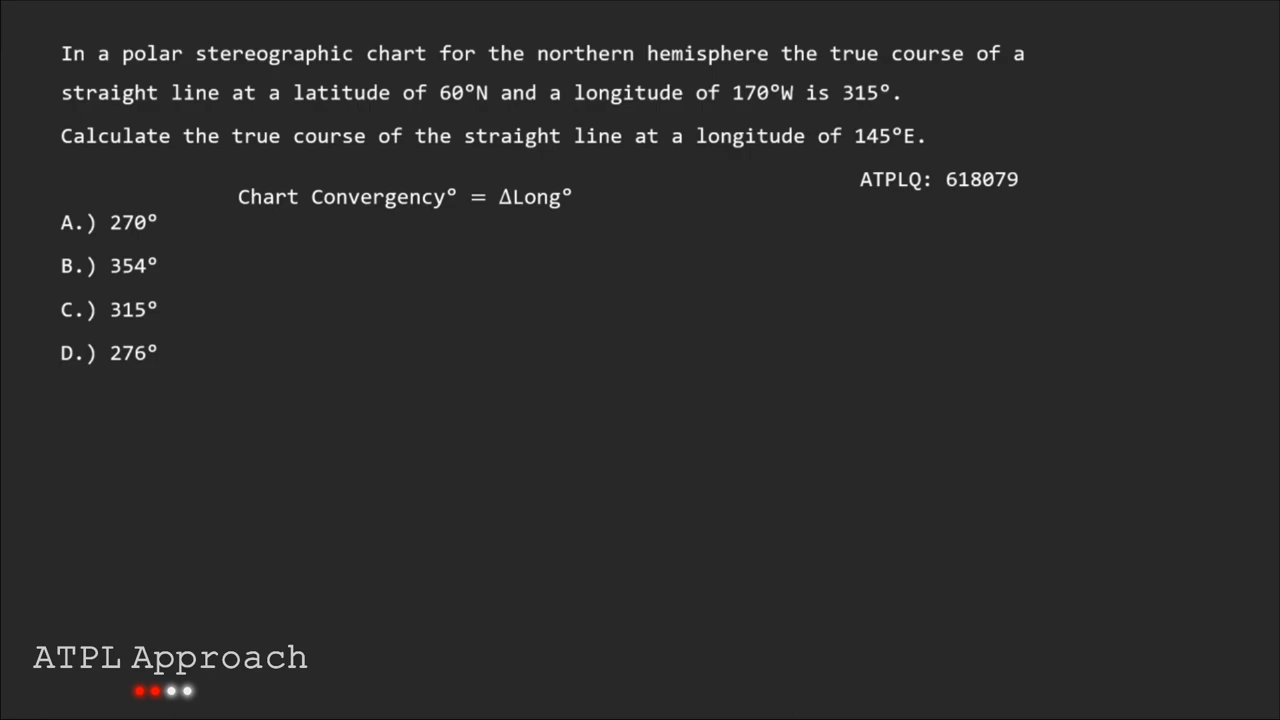 In a polar stereographic chart for the northern hemisphere the true course of a
straight line at a latitude of 60°N and a longitude of 170°W is 315°.
Calculate the true course of the straight line at a longitude of 145°E.
ATPLQ: 618079
Chart Convergency° = ΔLong°
A.) 270°
B.) 354°
C.) 315°
D.) 276°
ATPL Approach